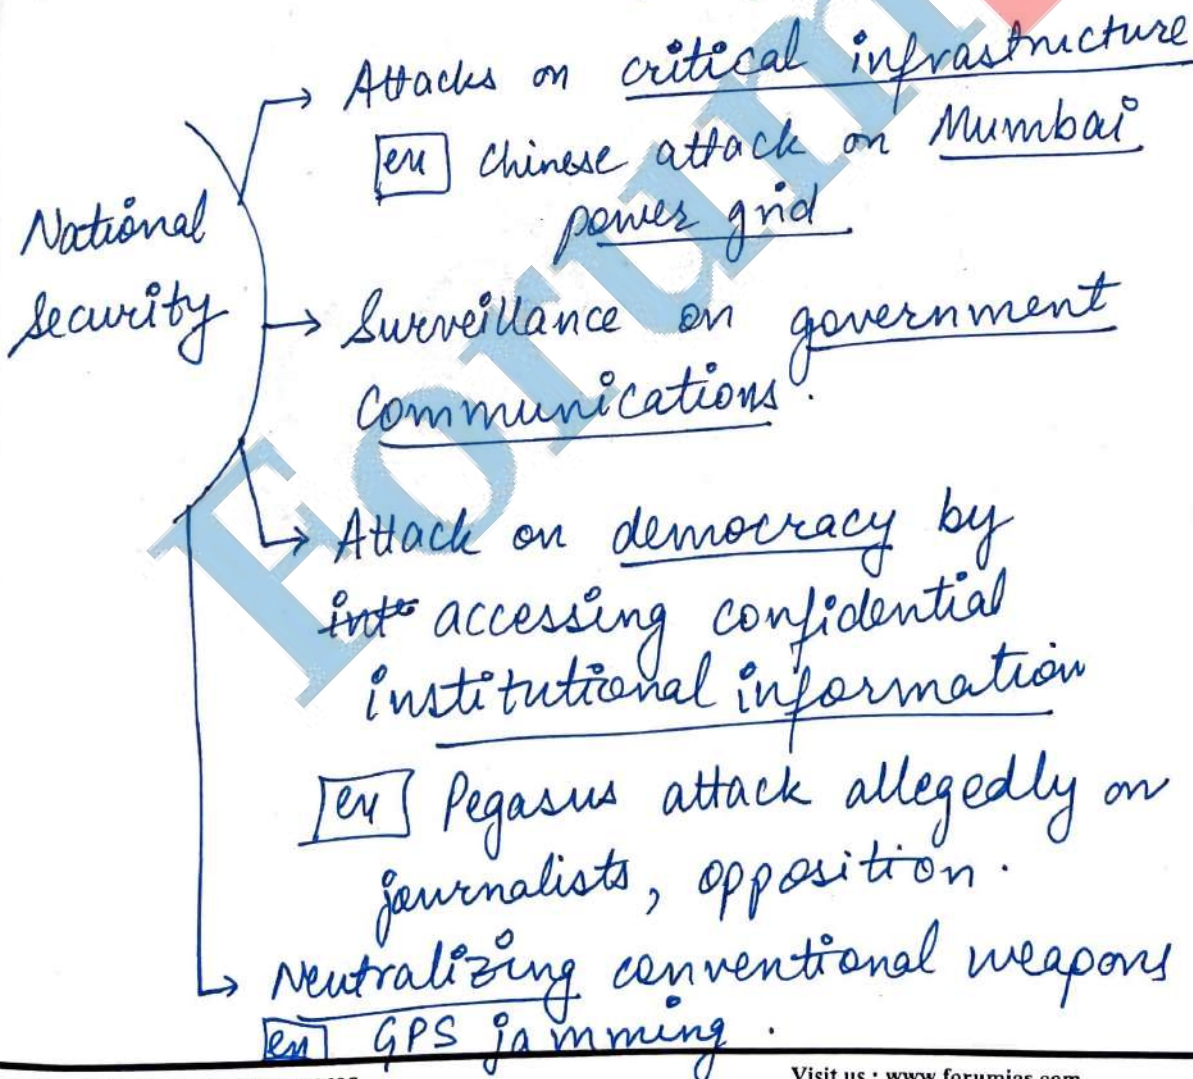 Attacks on critical infrastructure
ex Chinese attack on Mumbai
power grid
National
security
Surveillance on government
communications.
Attack on democracy by
int accessing confidential
institutional information
ex Pegasus attack allegedly on
journalists, opposition.
Neutralizing conventional weapons
ex GPS jamming.
Visit us : www.forumias.com
Forum